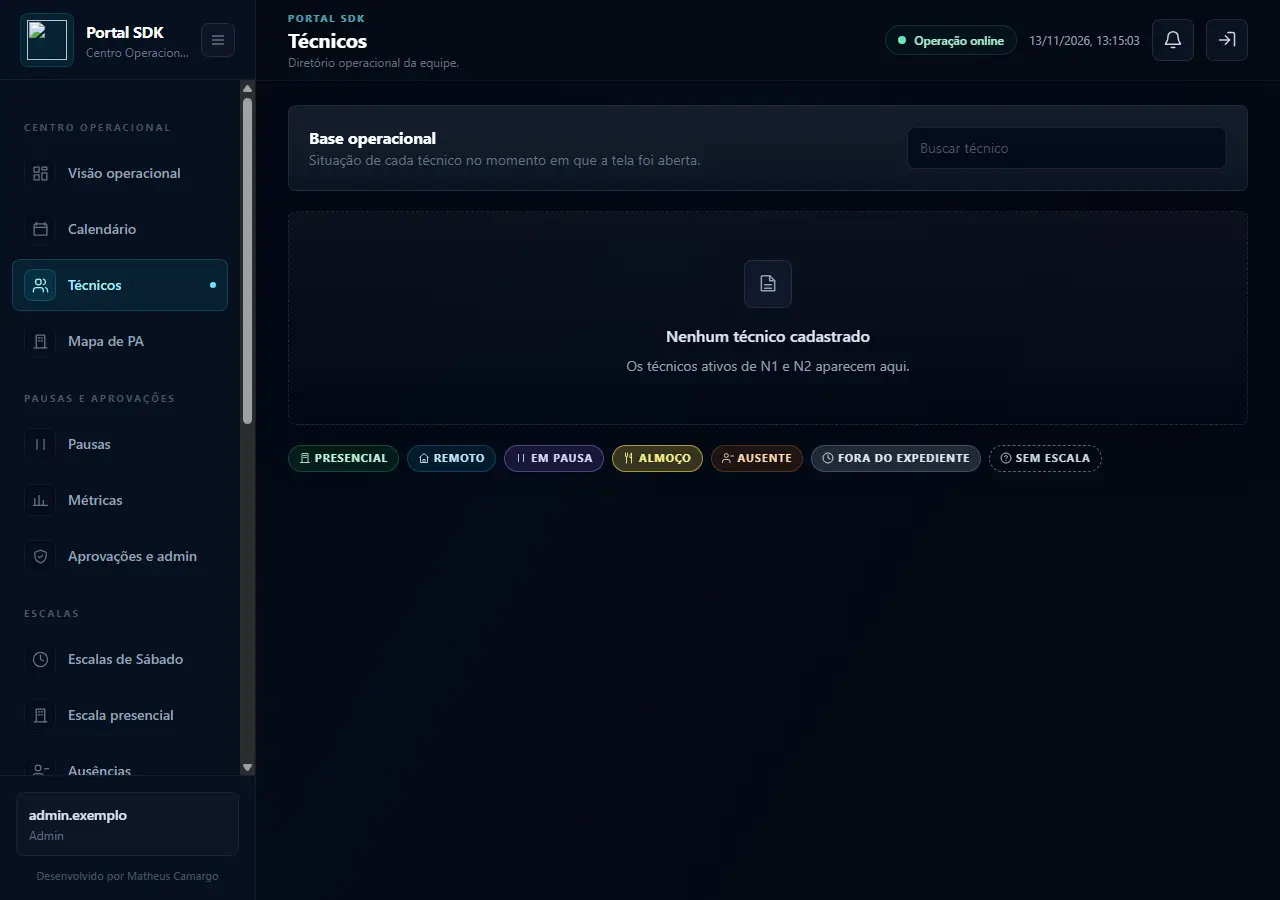 Portal SDK
Centro Operacion...
CENTRO OPERACIONAL
Visão operacional
Calendário
Técnicos
Mapa de PA
PAUSAS E APROVAÇÕES
Pausas
Métricas
Aprovações e admin
ESCALAS
Escalas de Sábado
Escala presencial
Ausências
admin.exemplo
Admin
Desenvolvido por Matheus Camargo
PORTAL SDK
Técnicos
Diretório operacional da equipe.
Operação online
13/11/2026, 13:15:03
Base operacional
Situação de cada técnico no momento em que a tela foi aberta.
Buscar técnico
Nenhum técnico cadastrado
Os técnicos ativos de N1 e N2 aparecem aqui.
PRESENCIAL
REMOTO
EM PAUSA
ALMOÇO
AUSENTE
FORA DO EXPEDIENTE
SEM ESCALA